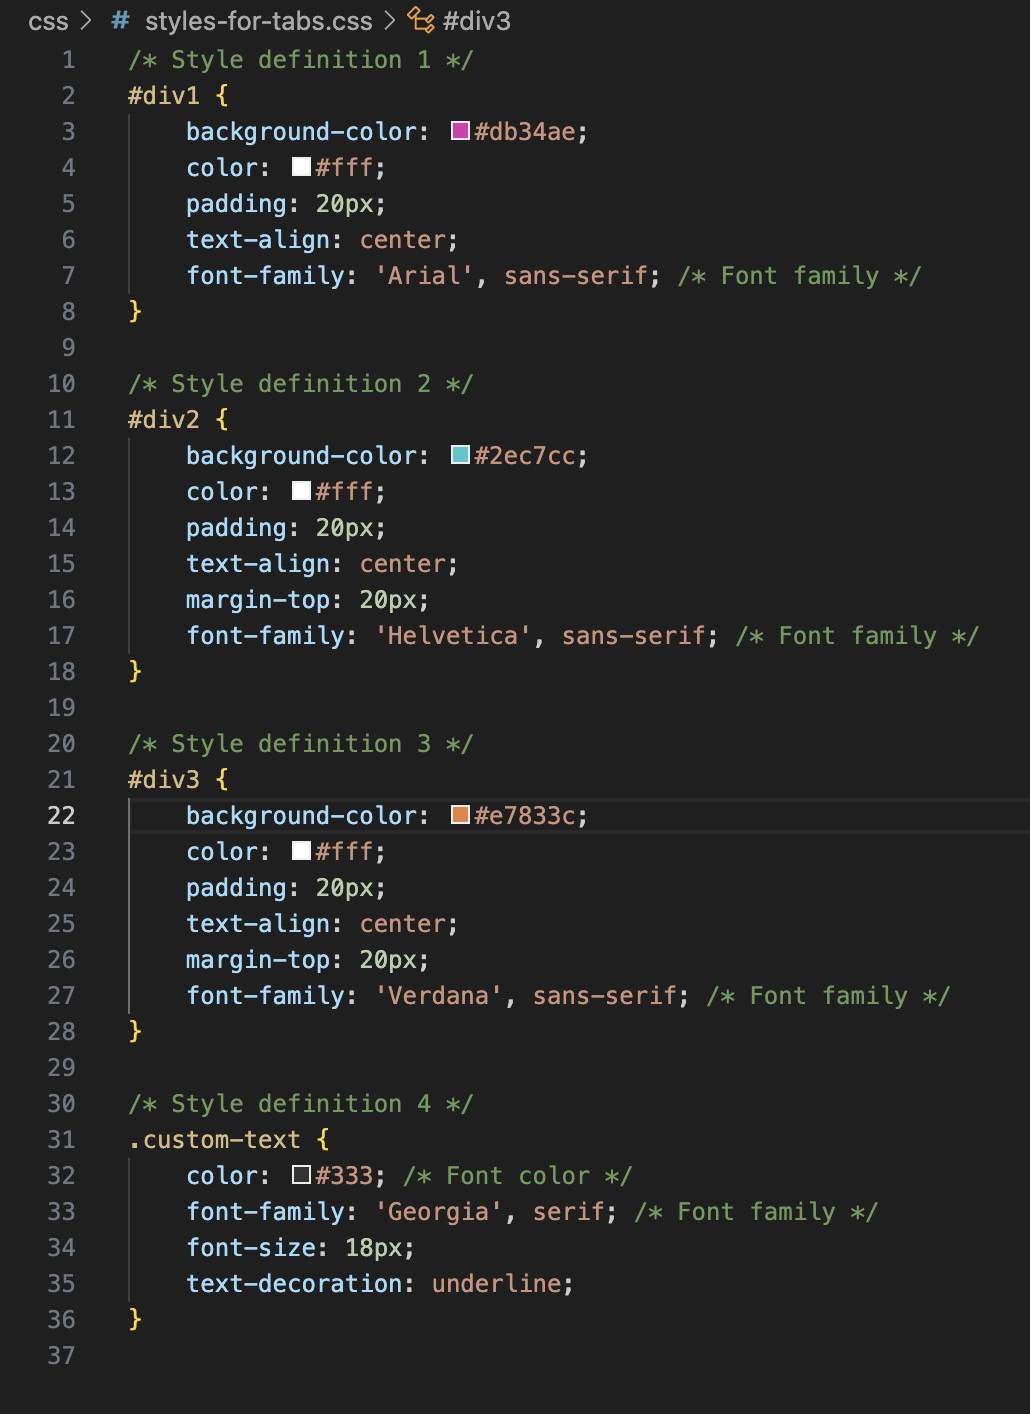 css > # styles-for-tabs.css > #div3
1 /* Style definition 1 */
2 #div1 {
3     background-color: #db34ae;
4     color: #fff;
5     padding: 20px;
6     text-align: center;
7     font-family: 'Arial', sans-serif; /* Font family */
8 }
9
10 /* Style definition 2 */
11 #div2 {
12     background-color: #2ec7cc;
13     color: #fff;
14     padding: 20px;
15     text-align: center;
16     margin-top: 20px;
17     font-family: 'Helvetica', sans-serif; /* Font family */
18 }
19
20 /* Style definition 3 */
21 #div3 {
22     background-color: #e7833c;
23     color: #fff;
24     padding: 20px;
25     text-align: center;
26     margin-top: 20px;
27     font-family: 'Verdana', sans-serif; /* Font family */
28 }
29
30 /* Style definition 4 */
31 .custom-text {
32     color: #333; /* Font color */
33     font-family: 'Georgia', serif; /* Font family */
34     font-size: 18px;
35     text-decoration: underline;
36 }
37